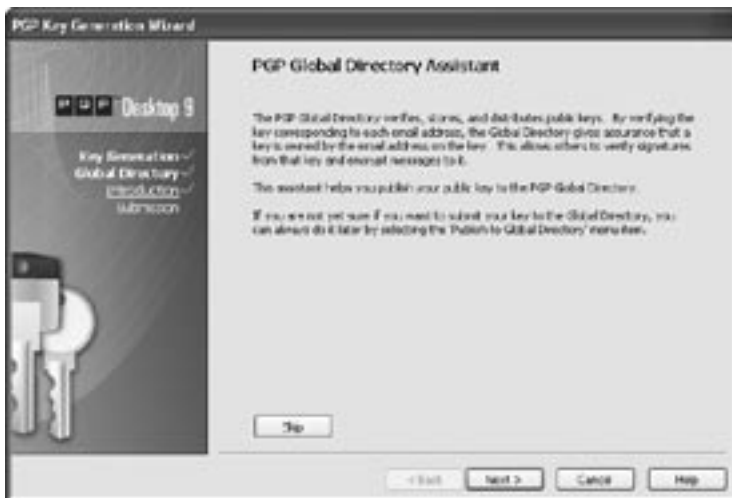 PGP Key Generation Wizard
PGP Global Directory Assistant
PGP Desktop 9
Key Generation
Global Directory
Introduction
Submission
The PGP Global Directory verifies, stores, and distributes public keys. By verifying the
key corresponding to each email address, the Global Directory gives assurance that a
key is owned by the email address on the key. This allows others to verify signatures
from that key and encrypt messages to it.
This assistant helps you publish your public key to the PGP Global Directory.
If you are not yet sure if you want to submit your key to the Global Directory, you
can always do it later by selecting the 'Publish to Global Directory' menu item.
Skip
< Back
Next >
Cancel
Help